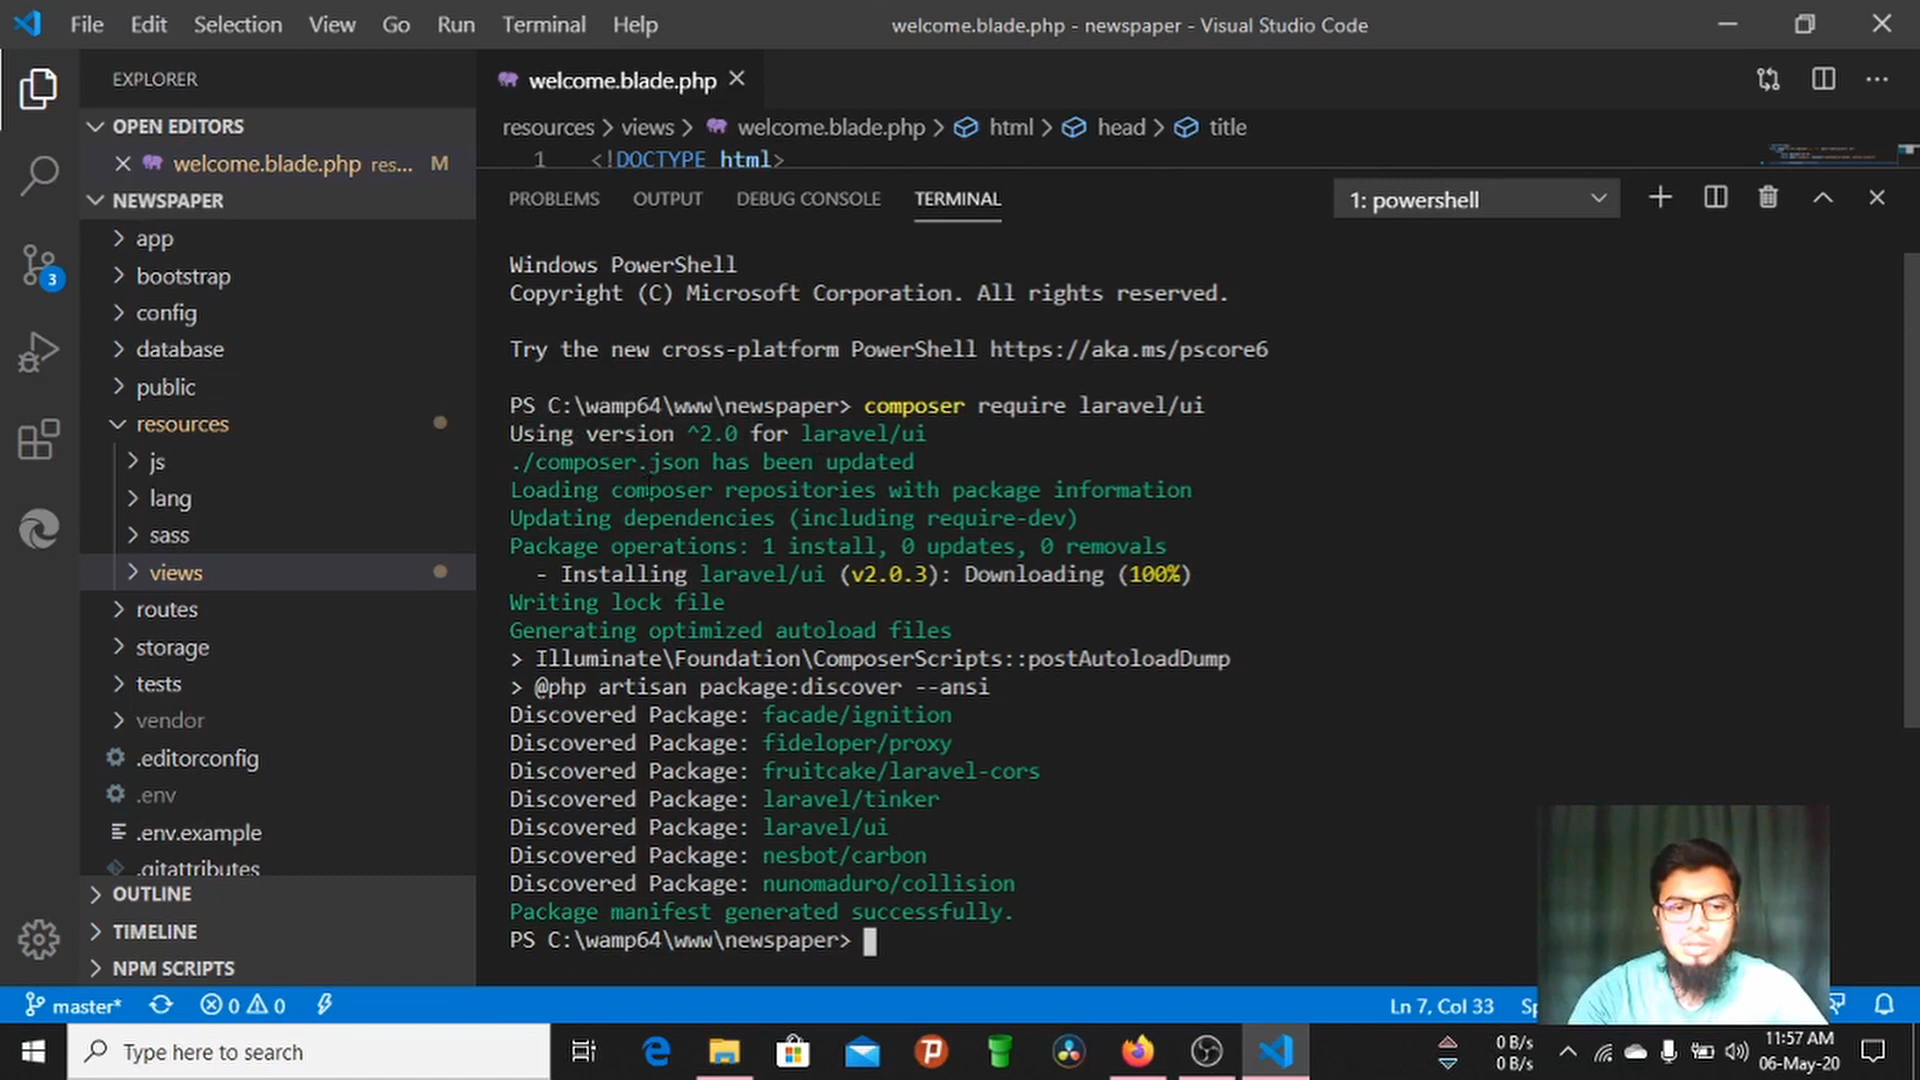 File Edit Selection View Go Run Terminal Help
welcome.blade.php - newspaper - Visual Studio Code
EXPLORER
OPEN EDITORS
welcome.blade.php res... M
NEWSPAPER
app
bootstrap
config
database
public
resources
js
lang
sass
views
routes
storage
tests
vendor
.editorconfig
.env
.env.example
.gitattributes
OUTLINE
TIMELINE
NPM SCRIPTS
3
welcome.blade.php
resources > views > welcome.blade.php > html > head > title
1 <!DOCTYPE html>
PROBLEMS OUTPUT DEBUG CONSOLE TERMINAL
1: powershell
Windows PowerShell
Copyright (C) Microsoft Corporation. All rights reserved.
Try the new cross-platform PowerShell https://aka.ms/pscore6
PS C:\wamp64\www\newspaper> composer require laravel/ui
Using version ^2.0 for laravel/ui
./composer.json has been updated
Loading composer repositories with package information
Updating dependencies (including require-dev)
Package operations: 1 install, 0 updates, 0 removals
- Installing laravel/ui (v2.0.3): Downloading (100%)
Writing lock file
Generating optimized autoload files
> Illuminate\Foundation\ComposerScripts::postAutoloadDump
> @php artisan package:discover --ansi
Discovered Package: facade/ignition
Discovered Package: fideloper/proxy
Discovered Package: fruitcake/laravel-cors
Discovered Package: laravel/tinker
Discovered Package: laravel/ui
Discovered Package: nesbot/carbon
Discovered Package: nunomaduro/collision
Package manifest generated successfully.
PS C:\wamp64\www\newspaper>
master* 0 0
Ln 7, Col 33 Sp
Type here to search
0 B/s
0 B/s
11:57 AM
06-May-20